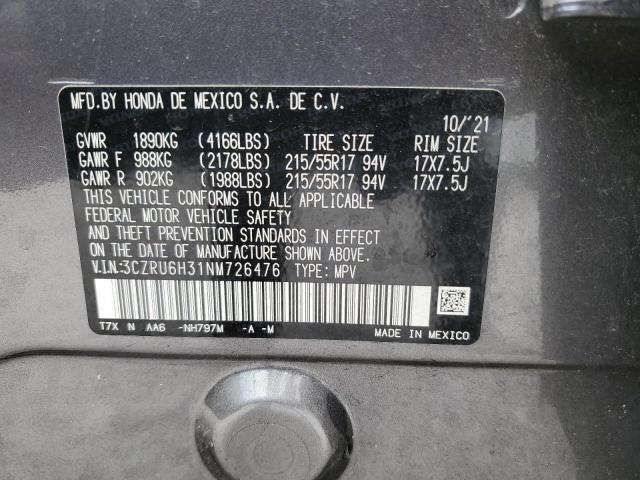 MFD.BY HONDA DE MEXICO S.A. DE C.V.
10/'21
GVWR 1890KG (4166LBS) TIRE SIZE RIM SIZE
GAWR F 988KG (2178LBS) 215/55R17 94V 17X7.5J
GAWR R 902KG (1988LBS) 215/55R17 94V 17X7.5J
THIS VEHICLE CONFORMS TO ALL APPLICABLE
FEDERAL MOTOR VEHICLE SAFETY
AND THEFT PREVENTION STANDARDS IN EFFECT
ON THE DATE OF MANUFACTURE SHOWN ABOVE.
V.I.N.:3CZRU6H31NM726476 TYPE: MPV
T7X N AA6 -NH797M -A -M
MADE IN MEXICO